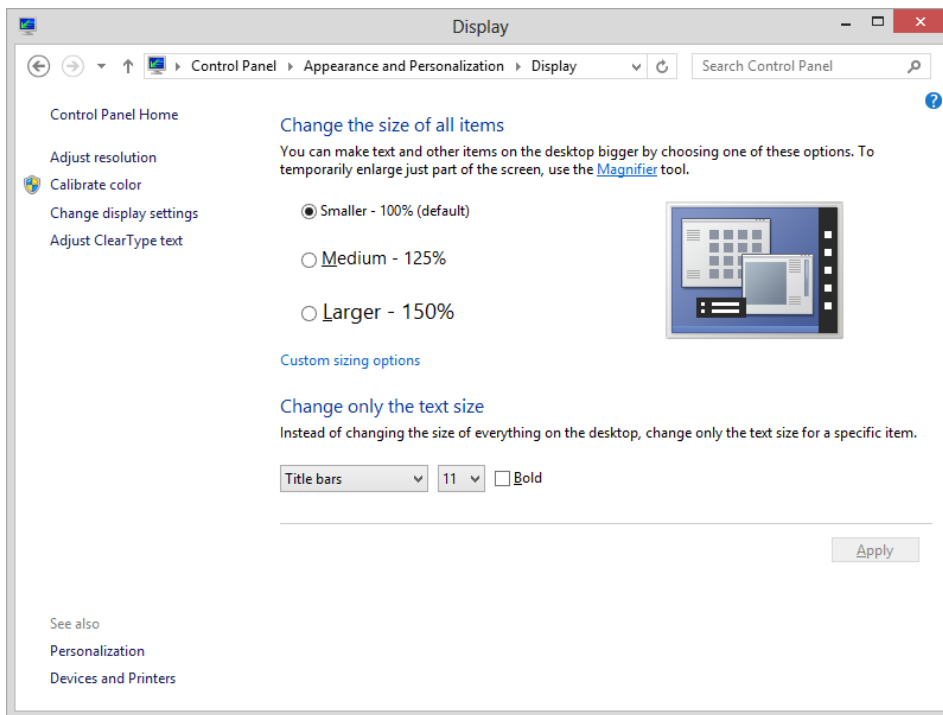 Display
Control Panel Appearance and Personalization Display
Search Control Panel
Control Panel Home
Adjust resolution
Calibrate color
Change display settings
Adjust ClearType text
Change the size of all items
You can make text and other items on the desktop bigger by choosing one of these options. To
temporarily enlarge just part of the screen, use the Magnifier tool.
Smaller - 100% (default)
Medium - 125%
Larger - 150%
Custom sizing options
Change only the text size
Instead of changing the size of everything on the desktop, change only the text size for a specific item.
Title bars 11 Bold
Apply
See also
Personalization
Devices and Printers